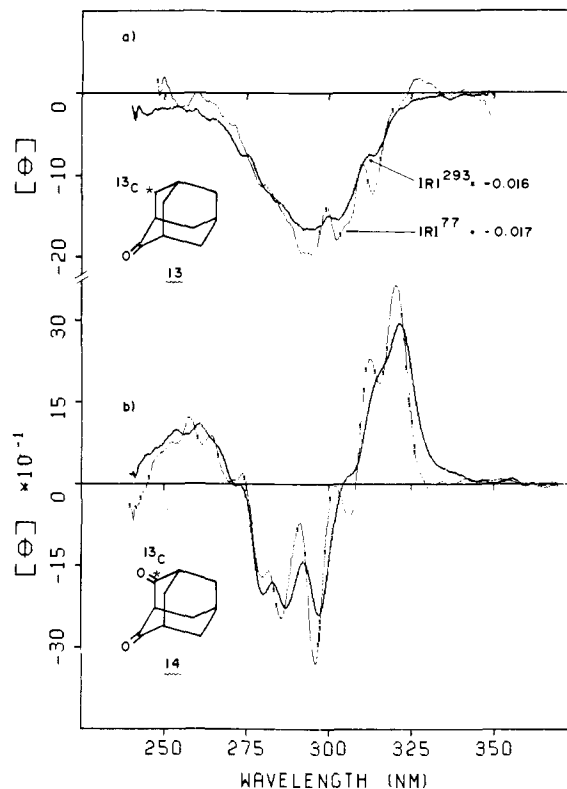 a)
[Θ]
0
-10
-20
¹³C
*
O
13
|R|²⁹³ = -0.016
|R|⁷⁷ = -0.017
b)
[Θ] *10⁻¹
30
15
0
-15
-30
¹³C
O *
O
14
250 275 300 325 350
WAVELENGTH (NM)